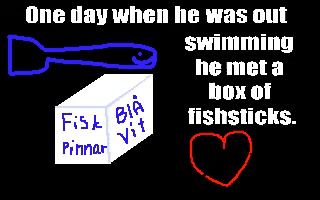 One day when he was out
swimming
he met a
box of
fishsticks.
Fisk
Pinnar
Blå
Vit